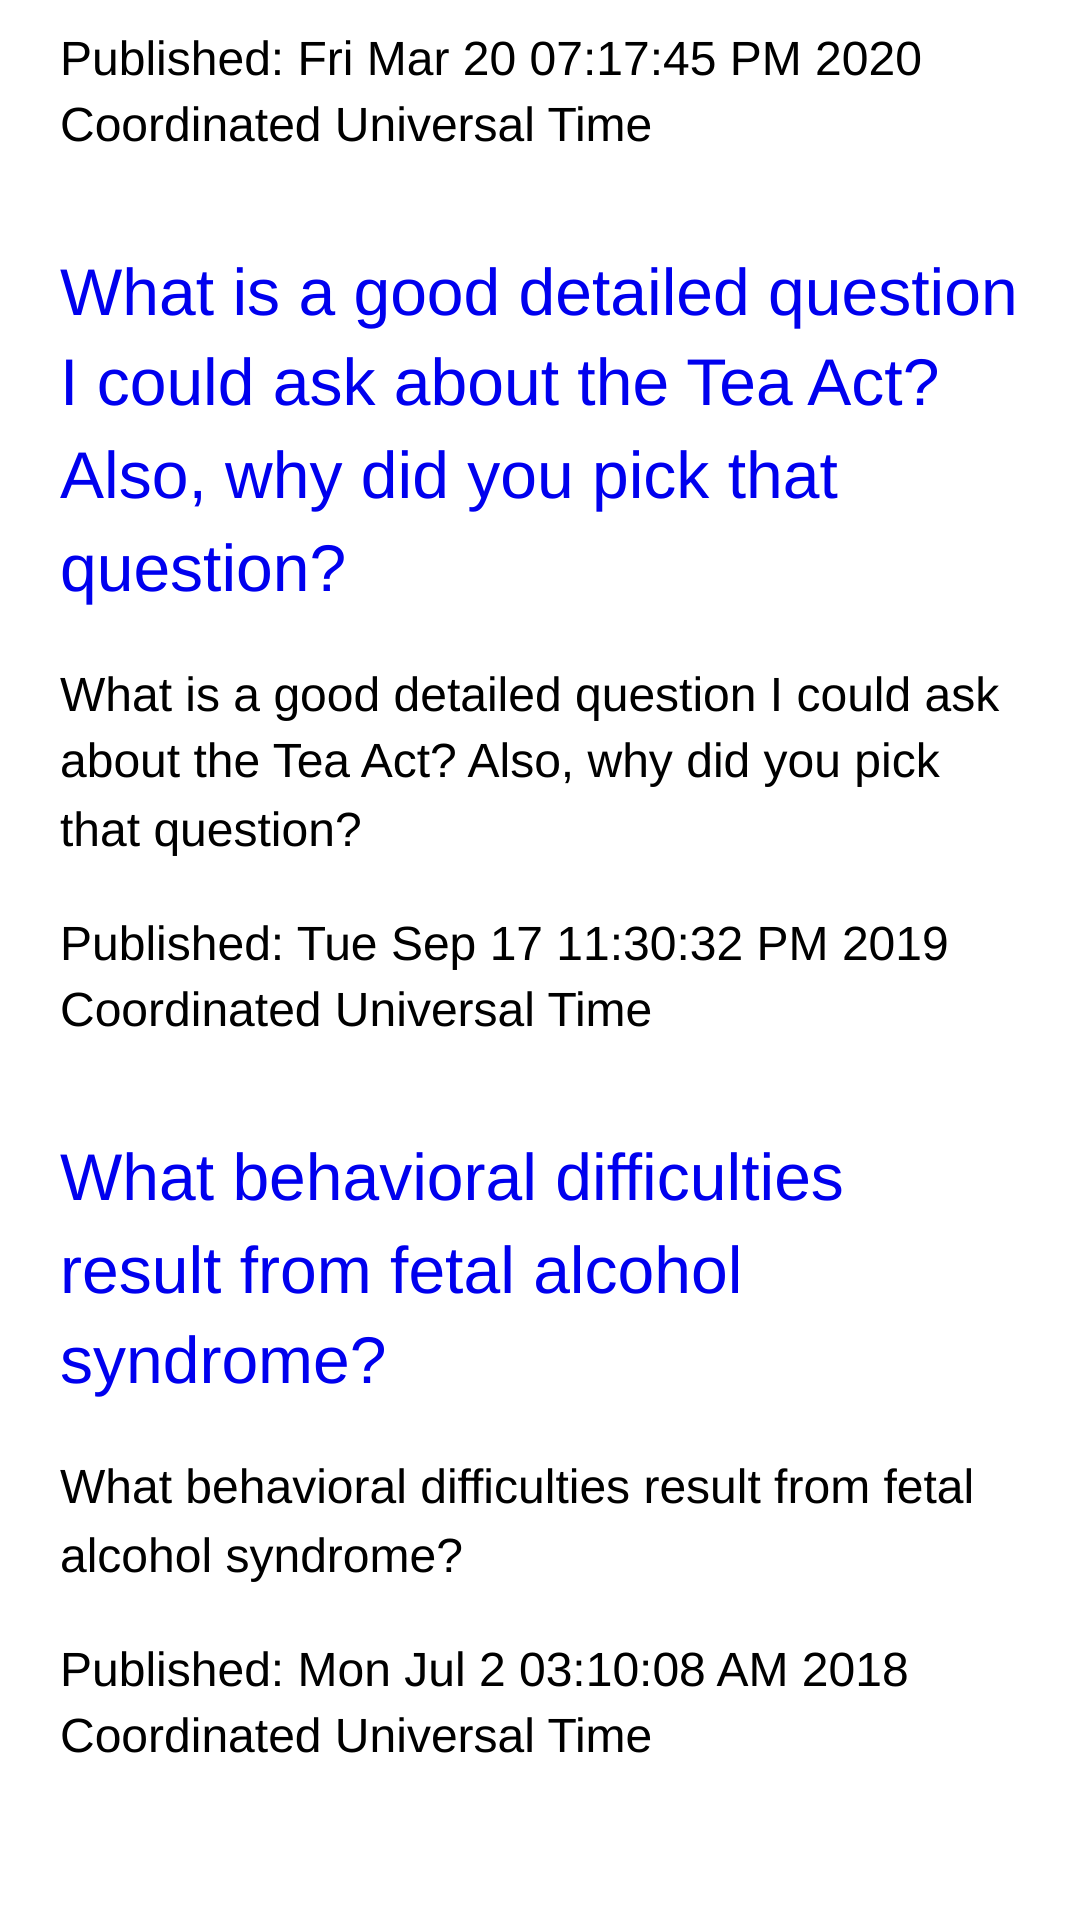 Published: Fri Mar 20 07:17:45 PM 2020
Coordinated Universal Time
What is a good detailed question
I could ask about the Tea Act?
Also, why did you pick that
question?
What is a good detailed question I could ask
about the Tea Act? Also, why did you pick
that question?
Published: Tue Sep 17 11:30:32 PM 2019
Coordinated Universal Time
What behavioral difficulties
result from fetal alcohol
syndrome?
What behavioral difficulties result from fetal
alcohol syndrome?
Published: Mon Jul 2 03:10:08 AM 2018
Coordinated Universal Time